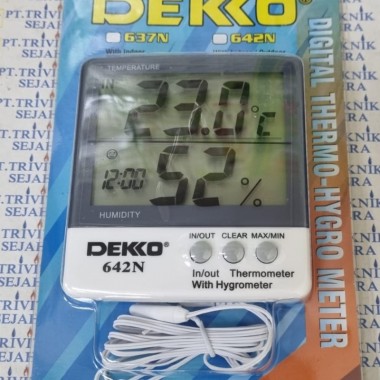 DEKKO
637N
642N
With Indoor
DIGITAL THERMO-HYGRO METER
TEMPERATURE
IN
23.0°C
12:00
52%
HUMIDITY
DEKKO®
642N
IN/OUT CLEAR MAX/MIN
In/out Thermometer
With Hygrometer
PT.TRIVI
SEJAH